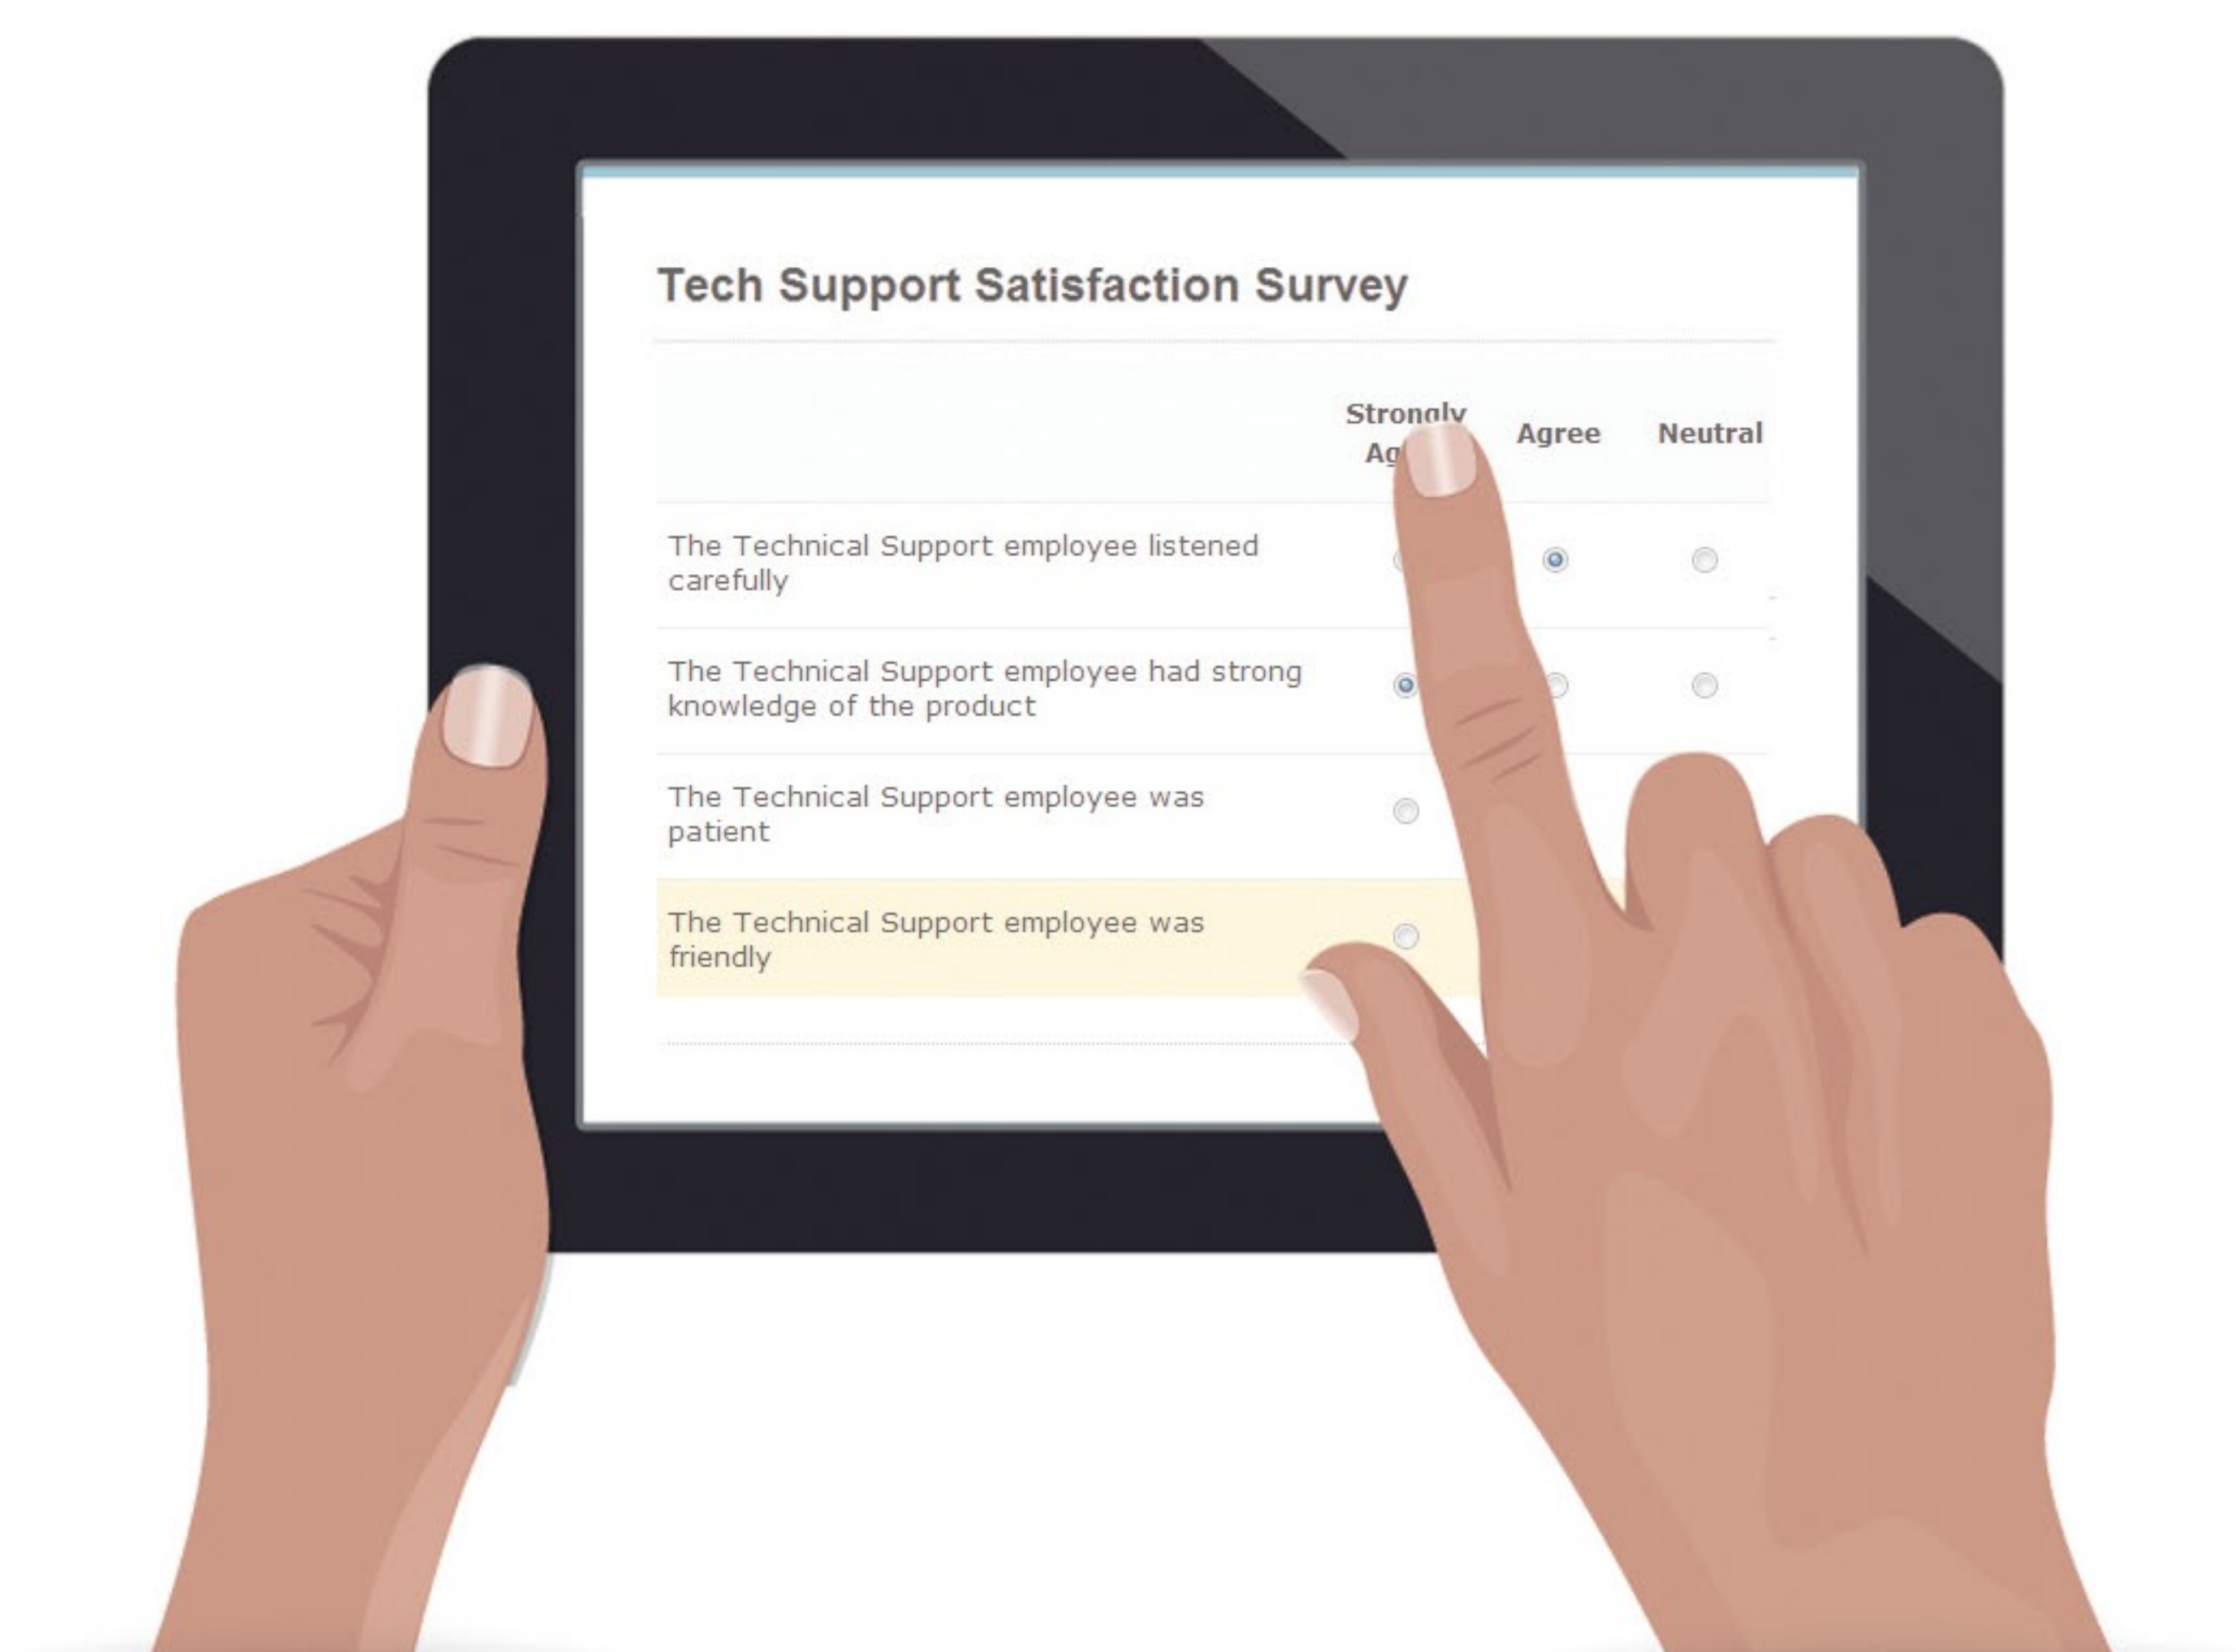 Tech Support Satisfaction Survey
Strongly
Agree
Neutral
The Technical Support employee listened
carefully
The Technical Support employee had strong
knowledge of the product
The Technical Support employee was
patient
The Technical Support employee was
friendly